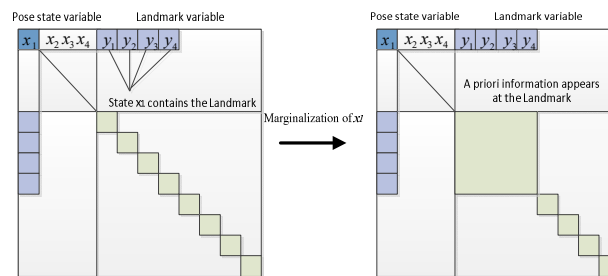 Pose state variable
Landmark variable
x1 x2 x3 x4 y1 y2 y3 y4
State x1 contains the Landmark
Marginalization of x1
Pose state variable
Landmark variable
x1 x2 x3 x4 y1 y2 y3 y4
A priori information appears
at the Landmark